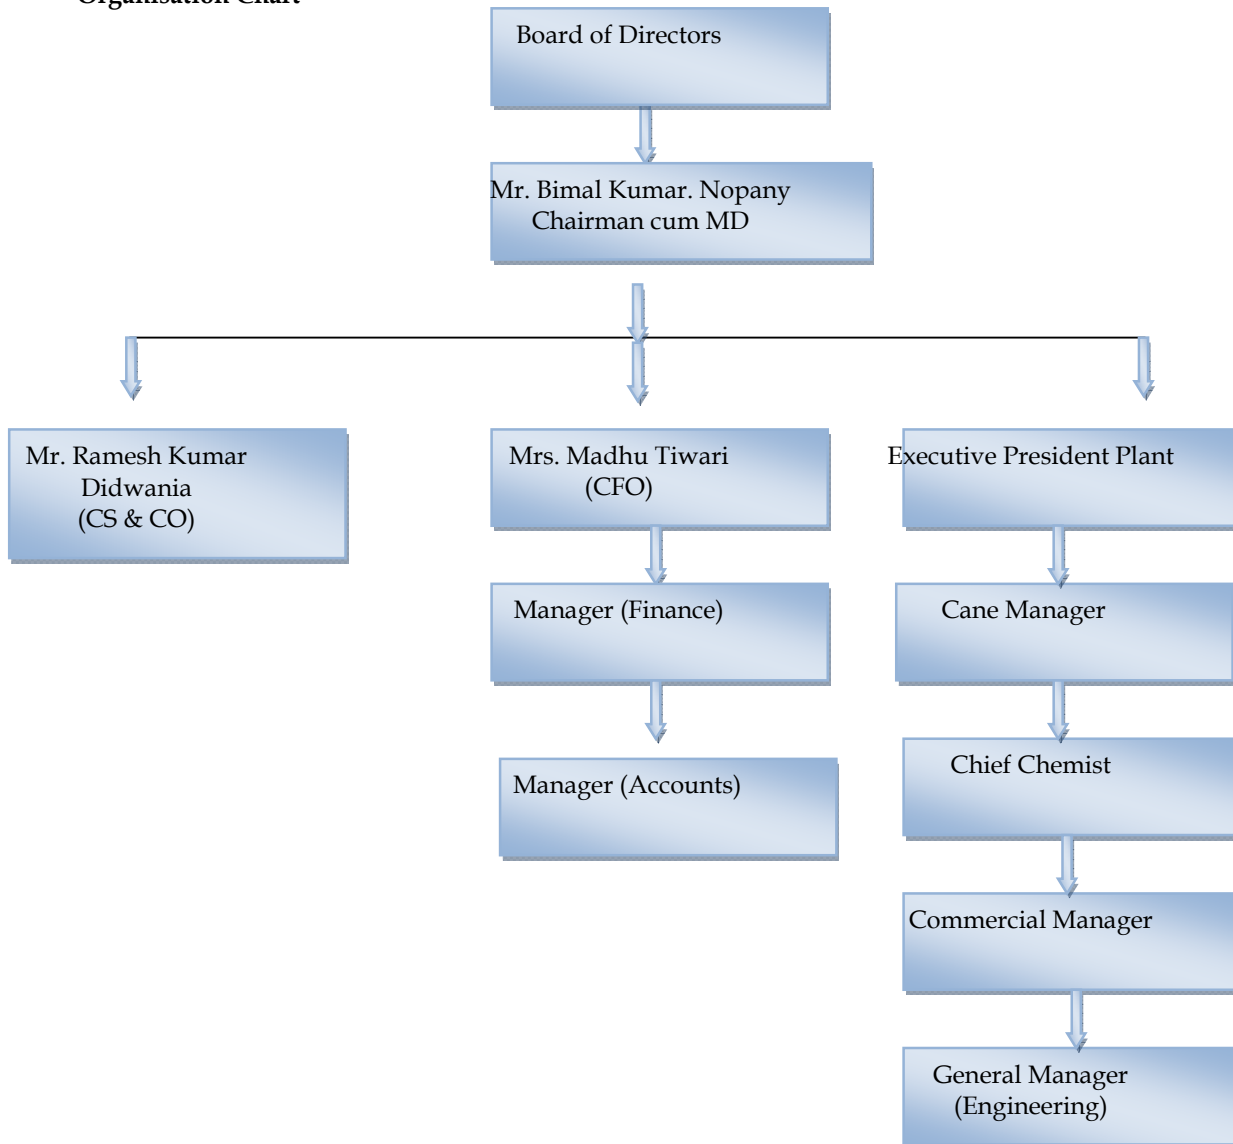 Organisation Chart
Board of Directors
Mr. Bimal Kumar. Nopany
Chairman cum MD
Mr. Ramesh Kumar
Didwania
(CS & CO)
Mrs. Madhu Tiwari
(CFO)
Executive President Plant
Manager (Finance)
Cane Manager
Manager (Accounts)
Chief Chemist
Commercial Manager
General Manager
(Engineering)